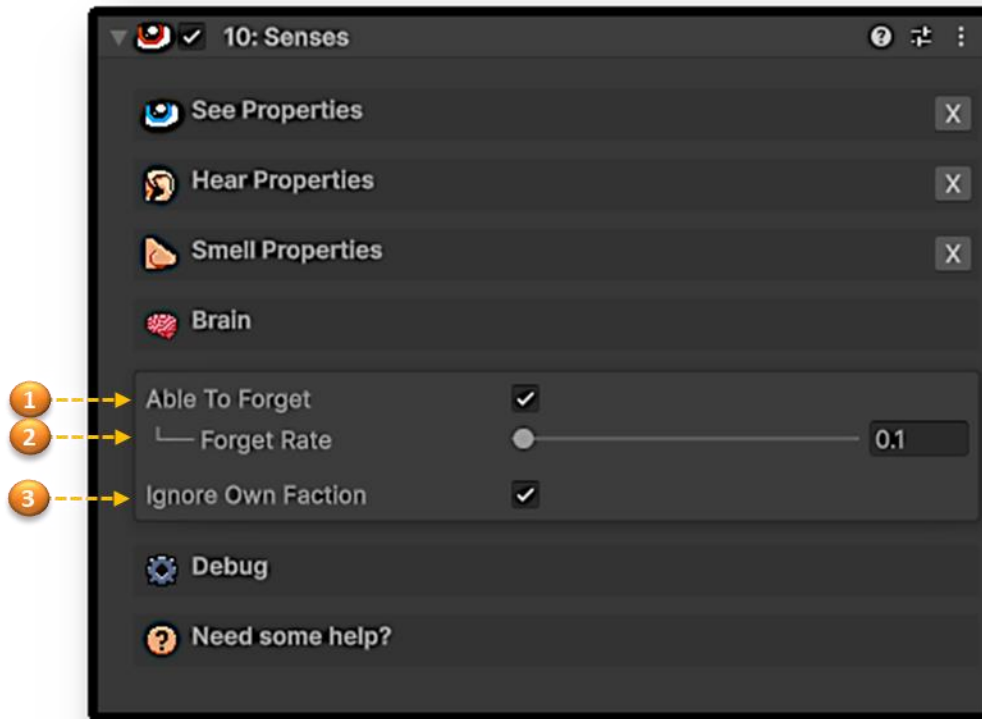 10: Senses
See Properties X
Hear Properties X
Smell Properties X
Brain
1 Able To Forget
2 Forget Rate 0.1
3 Ignore Own Faction
Debug
Need some help?